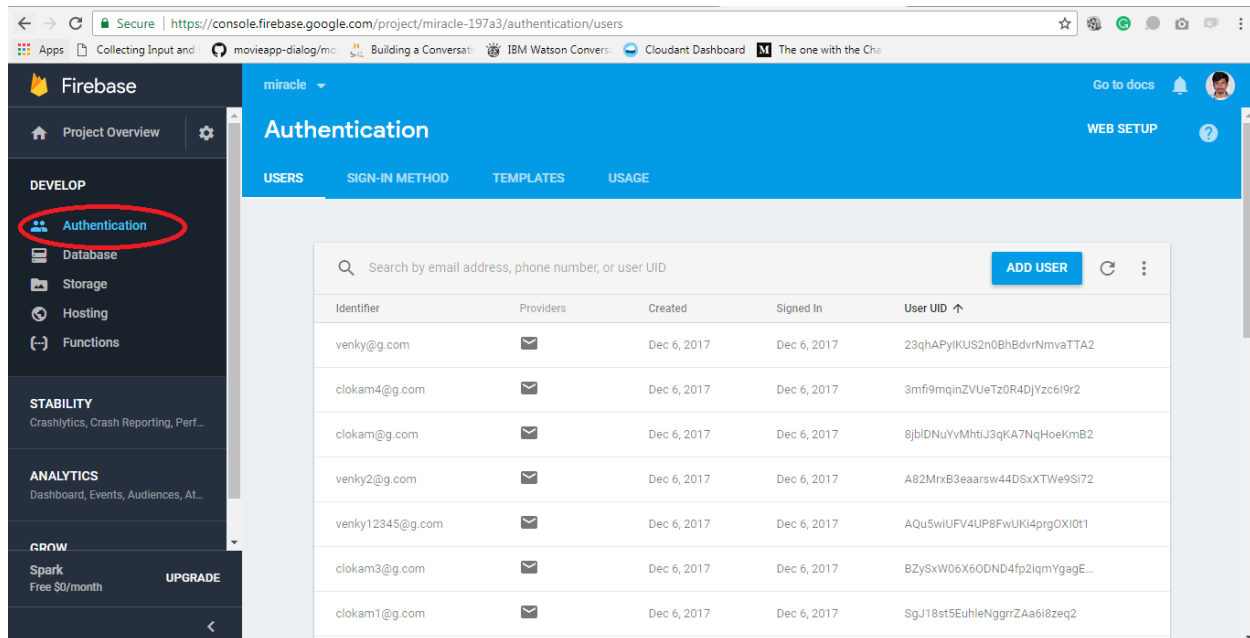 Secure | https://console.firebase.google.com/project/miracle-197a3/authentication/users
Apps Collecting Input and movieapp-dialog/mo Building a Conversati IBM Watson Convers Cloudant Dashboard M The one with the Cha
Firebase
miracle
Go to docs
Project Overview
Authentication
WEB SETUP
DEVELOP
USERS SIGN-IN METHOD TEMPLATES USAGE
Authentication
Database
Storage
Hosting
Functions
STABILITY
Crashlytics, Crash Reporting, Perf...
ANALYTICS
Dashboard, Events, Audiences, At...
GROW
Spark
Free $0/month
UPGRADE
Search by email address, phone number, or user UID
ADD USER
Identifier Providers Created Signed In User UID
venky@g.com Dec 6, 2017 Dec 6, 2017 23qhAPyIKUS2n0BhBdvrNmvaTTA2
clokam4@g.com Dec 6, 2017 Dec 6, 2017 3mfi9mqinZVUeTz0R4DjYzc6I9r2
clokam@g.com Dec 6, 2017 Dec 6, 2017 8jblDNuYvMhtiJ3qKA7NqHoeKmB2
venky2@g.com Dec 6, 2017 Dec 6, 2017 A82MrxB3eaarsw44DSxXTWe9Si72
venky12345@g.com Dec 6, 2017 Dec 6, 2017 AQu5wiUFV4UP8FwUKi4prgOXI0t1
clokam3@g.com Dec 6, 2017 Dec 6, 2017 BZySxW06X6ODND4fp2iqmYgagE...
clokam1@g.com Dec 6, 2017 Dec 6, 2017 SgJ18st5EuhleNggrrZAa6i8zeq2